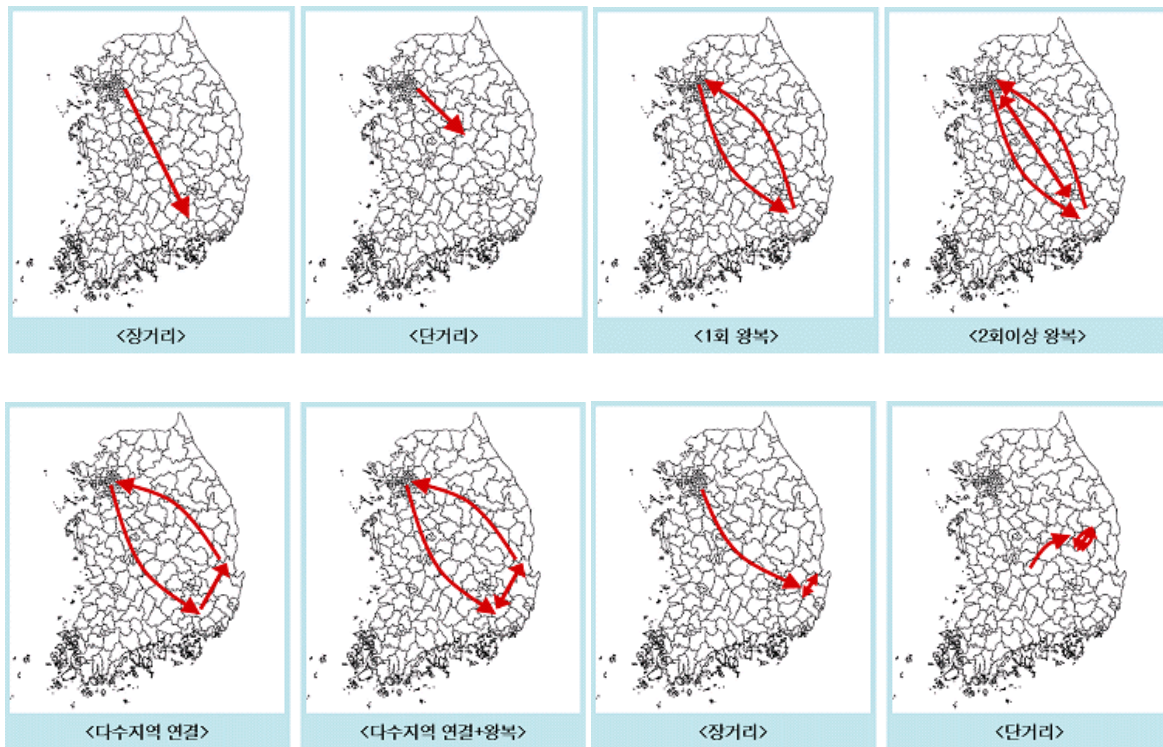 <장거리>
<단거리>
<1회 왕복>
<2회이상 왕복>
<다수지역 연결>
<다수지역 연결+왕복>
<장거리>
<단거리>